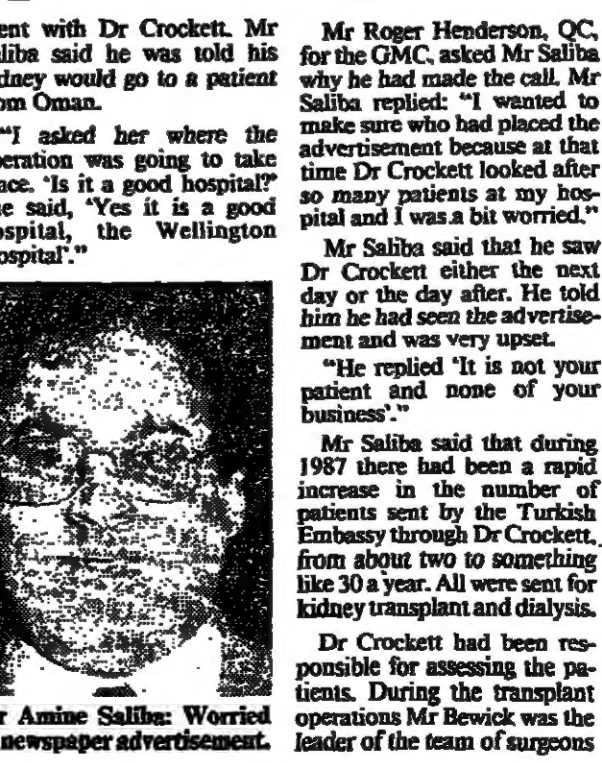 ent with Dr Crockett. Mr
aliba said he was told his
idney would go to a patient
om Oman.
"I asked her where the
peration was going to take
ace. 'Is it a good hospital?'
he said, 'Yes it is a good
ospital, the Wellington
ospital'."
r Amine Saliba: Worried
newspaper advertisement.
Mr Roger Henderson, QC,
for the GMC, asked Mr Saliba
why he had made the call. Mr
Saliba replied: "I wanted to
make sure who had placed the
advertisement because at that
time Dr Crockett looked after
so many patients at my hos-
pital and I was a bit worried."
Mr Saliba said that he saw
Dr Crockett either the next
day or the day after. He told
him he had seen the advertise-
ment and was very upset.
"He replied 'It is not your
patient and none of your
business'."
Mr Saliba said that during
1987 there had been a rapid
increase in the number of
patients sent by the Turkish
Embassy through Dr Crockett,
from about two to something
like 30 a year. All were sent for
kidney transplant and dialysis.
Dr Crockett had been res-
ponsible for assessing the pa-
tients. During the transplant
operations Mr Bewick was the
leader of the team of surgeons